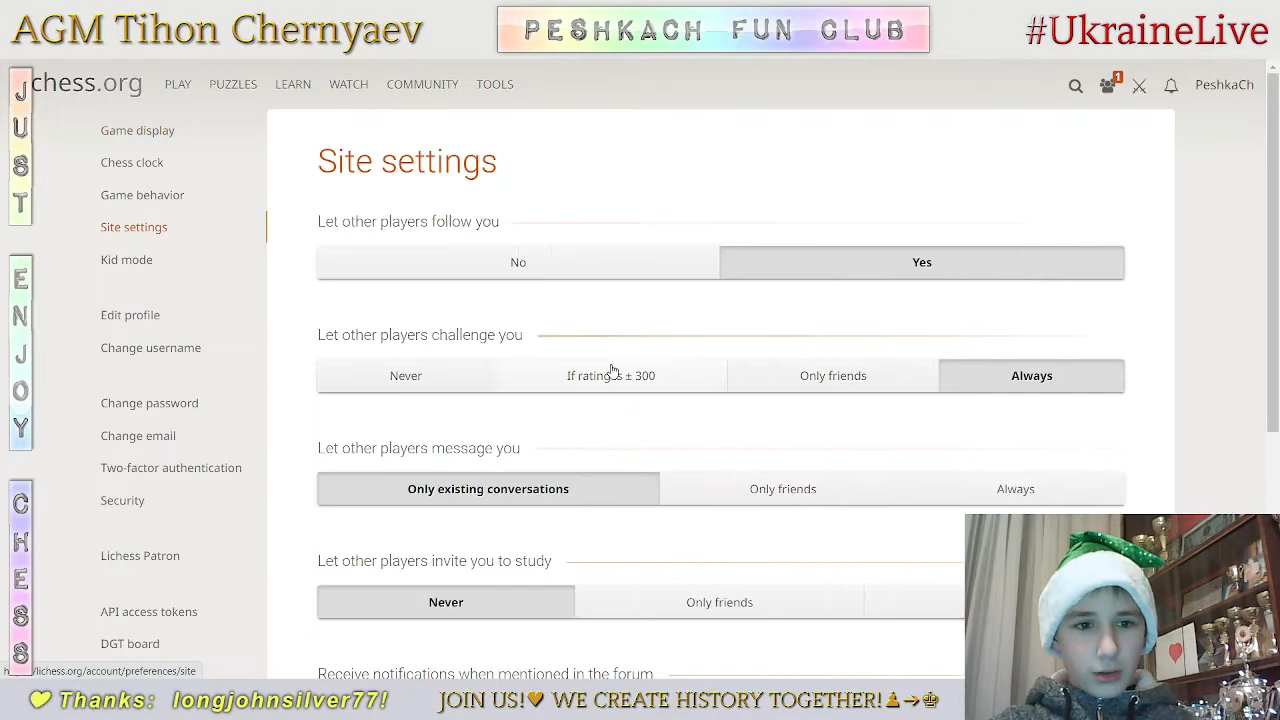 AGM Tihon Chernyaev
PESHKACH FUN CLUB
#UkraineLive
JUST
ENJOY
CHESS
chess.org
PLAY
PUZZLES
LEARN
WATCH
COMMUNITY
TOOLS
1
PeshkaCh
Game display
Chess clock
Game behavior
Site settings
Kid mode
Edit profile
Change username
Change password
Change email
Two-factor authentication
Security
Lichess Patron
API access tokens
DGT board
Site settings
Let other players follow you
No
Yes
Let other players challenge you
Never
If rating is ± 300
Only friends
Always
Let other players message you
Only existing conversations
Only friends
Always
Let other players invite you to study
Never
Only friends
Receive notifications when mentioned in the forum
/lichess.org/account/preferences/site
Thanks: longjohnsilver77!
JOIN US! WE CREATE HISTORY TOGETHER!